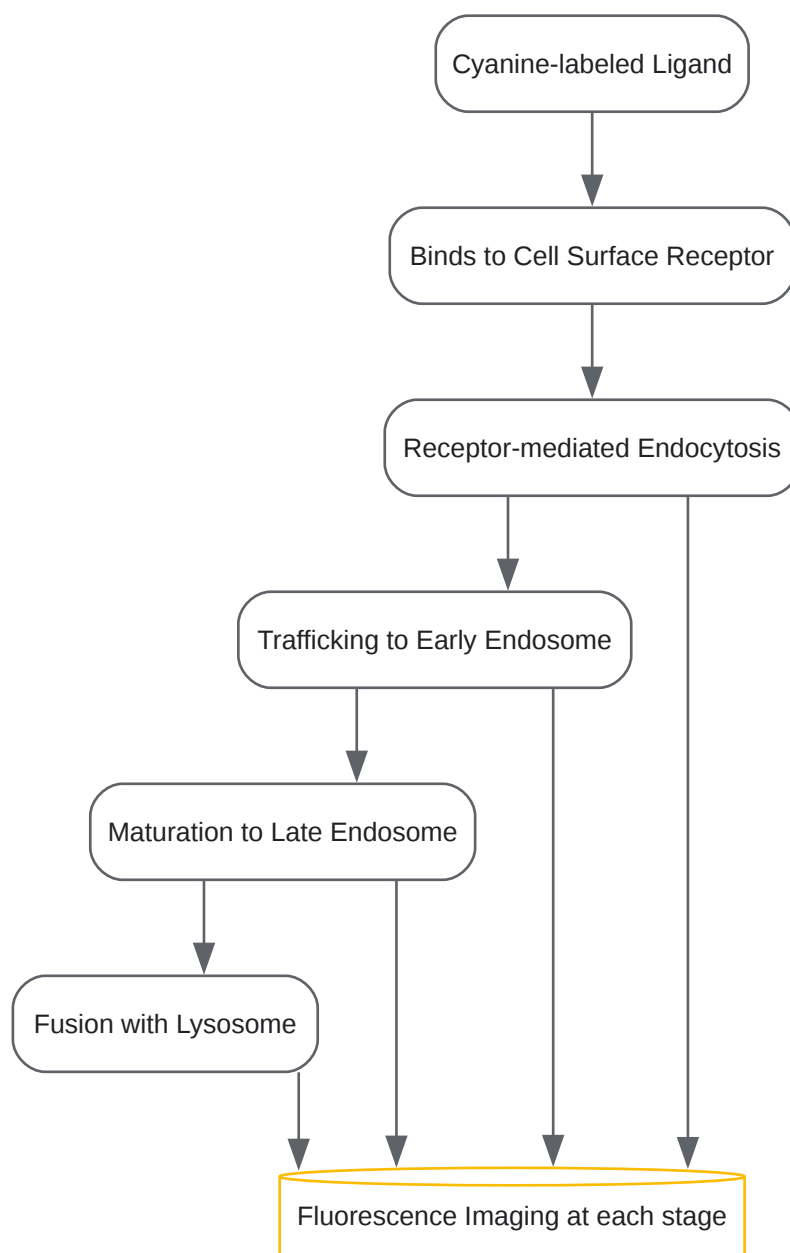 Cyanine-labeled Ligand
Binds to Cell Surface Receptor
Receptor-mediated Endocytosis
Trafficking to Early Endosome
Maturation to Late Endosome
Fusion with Lysosome
Fluorescence Imaging at each stage